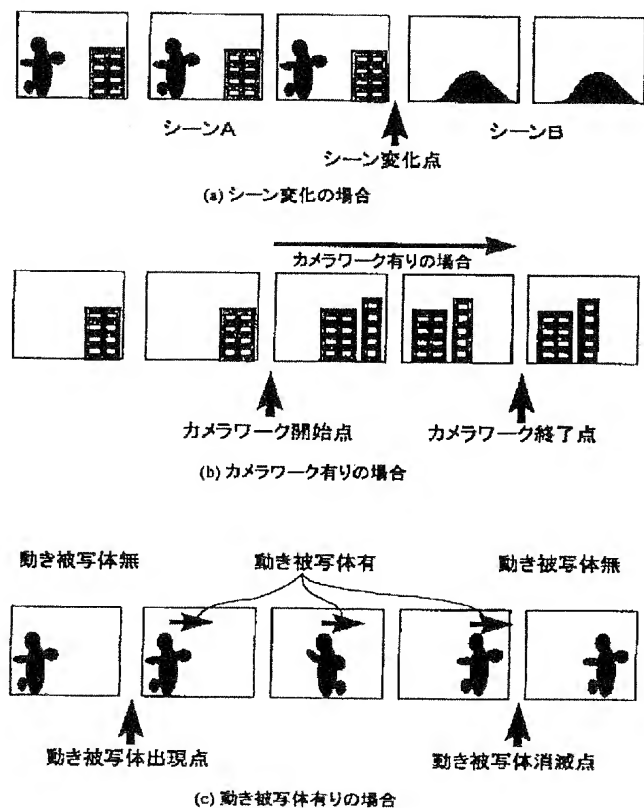 シーンA
シーンB
シーン変化点
(a) シーン変化の場合
カメラワーク有りの場合
カメラワーク開始点
カメラワーク終了点
(b) カメラワーク有りの場合
動き被写体無
動き被写体有
動き被写体無
動き被写体出現点
動き被写体消滅点
(c) 動き被写体有りの場合